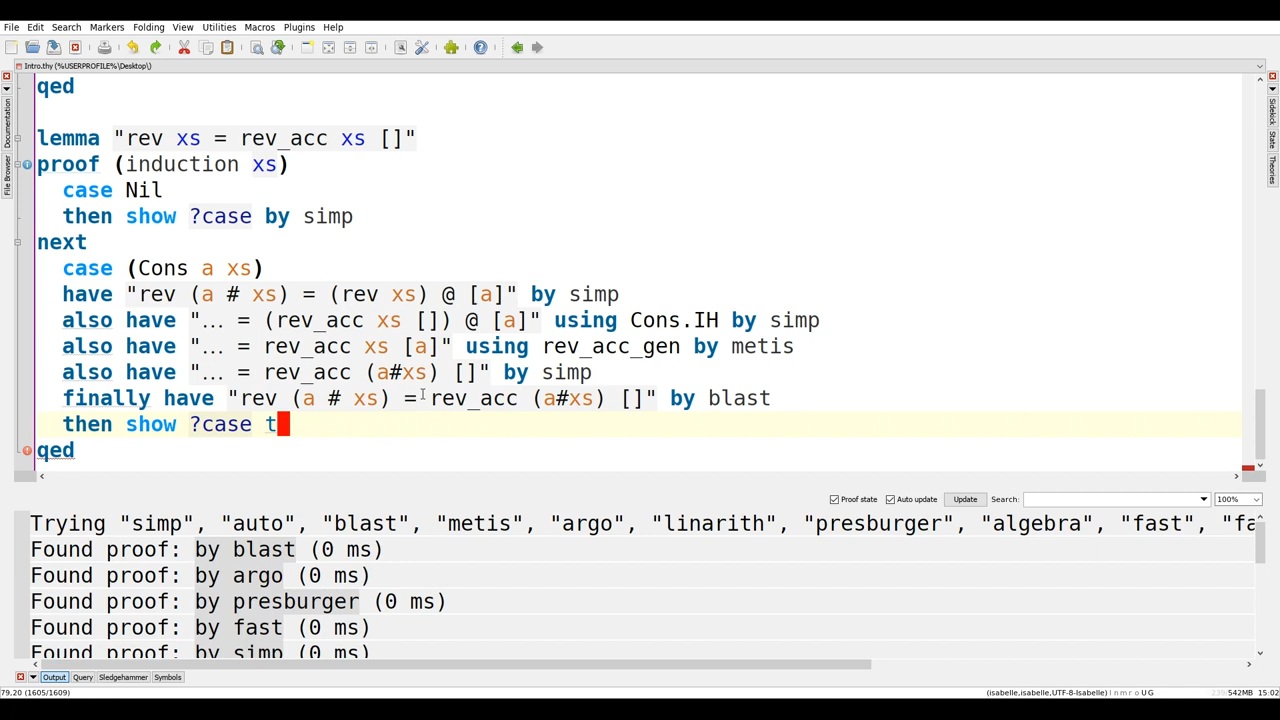 File Edit Search Markers Folding View Utilities Macros Plugins Help
Intro.thy (%USERPROFILE%\Desktop\)
qed
lemma "rev xs = rev_acc xs []"
proof (induction xs)
case Nil
then show ?case by simp
next
case (Cons a xs)
have "rev (a # xs) = (rev xs) @ [a]" by simp
also have "... = (rev_acc xs []) @ [a]" using Cons.IH by simp
also have "... = rev_acc xs [a]" using rev_acc_gen by metis
also have "... = rev_acc (a#xs) []" by simp
finally have "rev (a # xs) = rev_acc (a#xs) []" by blast
then show ?case t
qed
Documentation
File Browser
Sidekick
State
Theories
Proof state Auto update Update Search: 100%
Trying "simp", "auto", "blast", "metis", "argo", "linarith", "presburger", "algebra", "fast", "fa
Found proof: by blast (0 ms)
Found proof: by argo (0 ms)
Found proof: by presburger (0 ms)
Found proof: by fast (0 ms)
Found proof: by simp (0 ms)
Output Query Sledgehammer Symbols
79,20 (1605/1609) (isabelle,isabelle,UTF-8-Isabelle) l n m r o U G 542MB 15:02